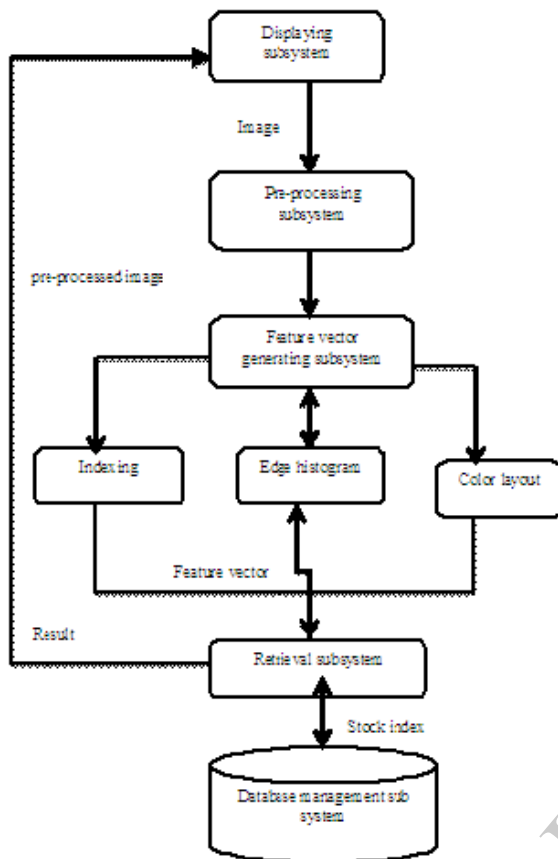 Displaying
subsystem
Image
Pre-processing
subsystem
pre-processed image
Feature vector
generating subsystem
Indexing
Edge histogram
Color layout
Feature vector
Result
Retrieval subsystem
Stock index
Database management sub
system